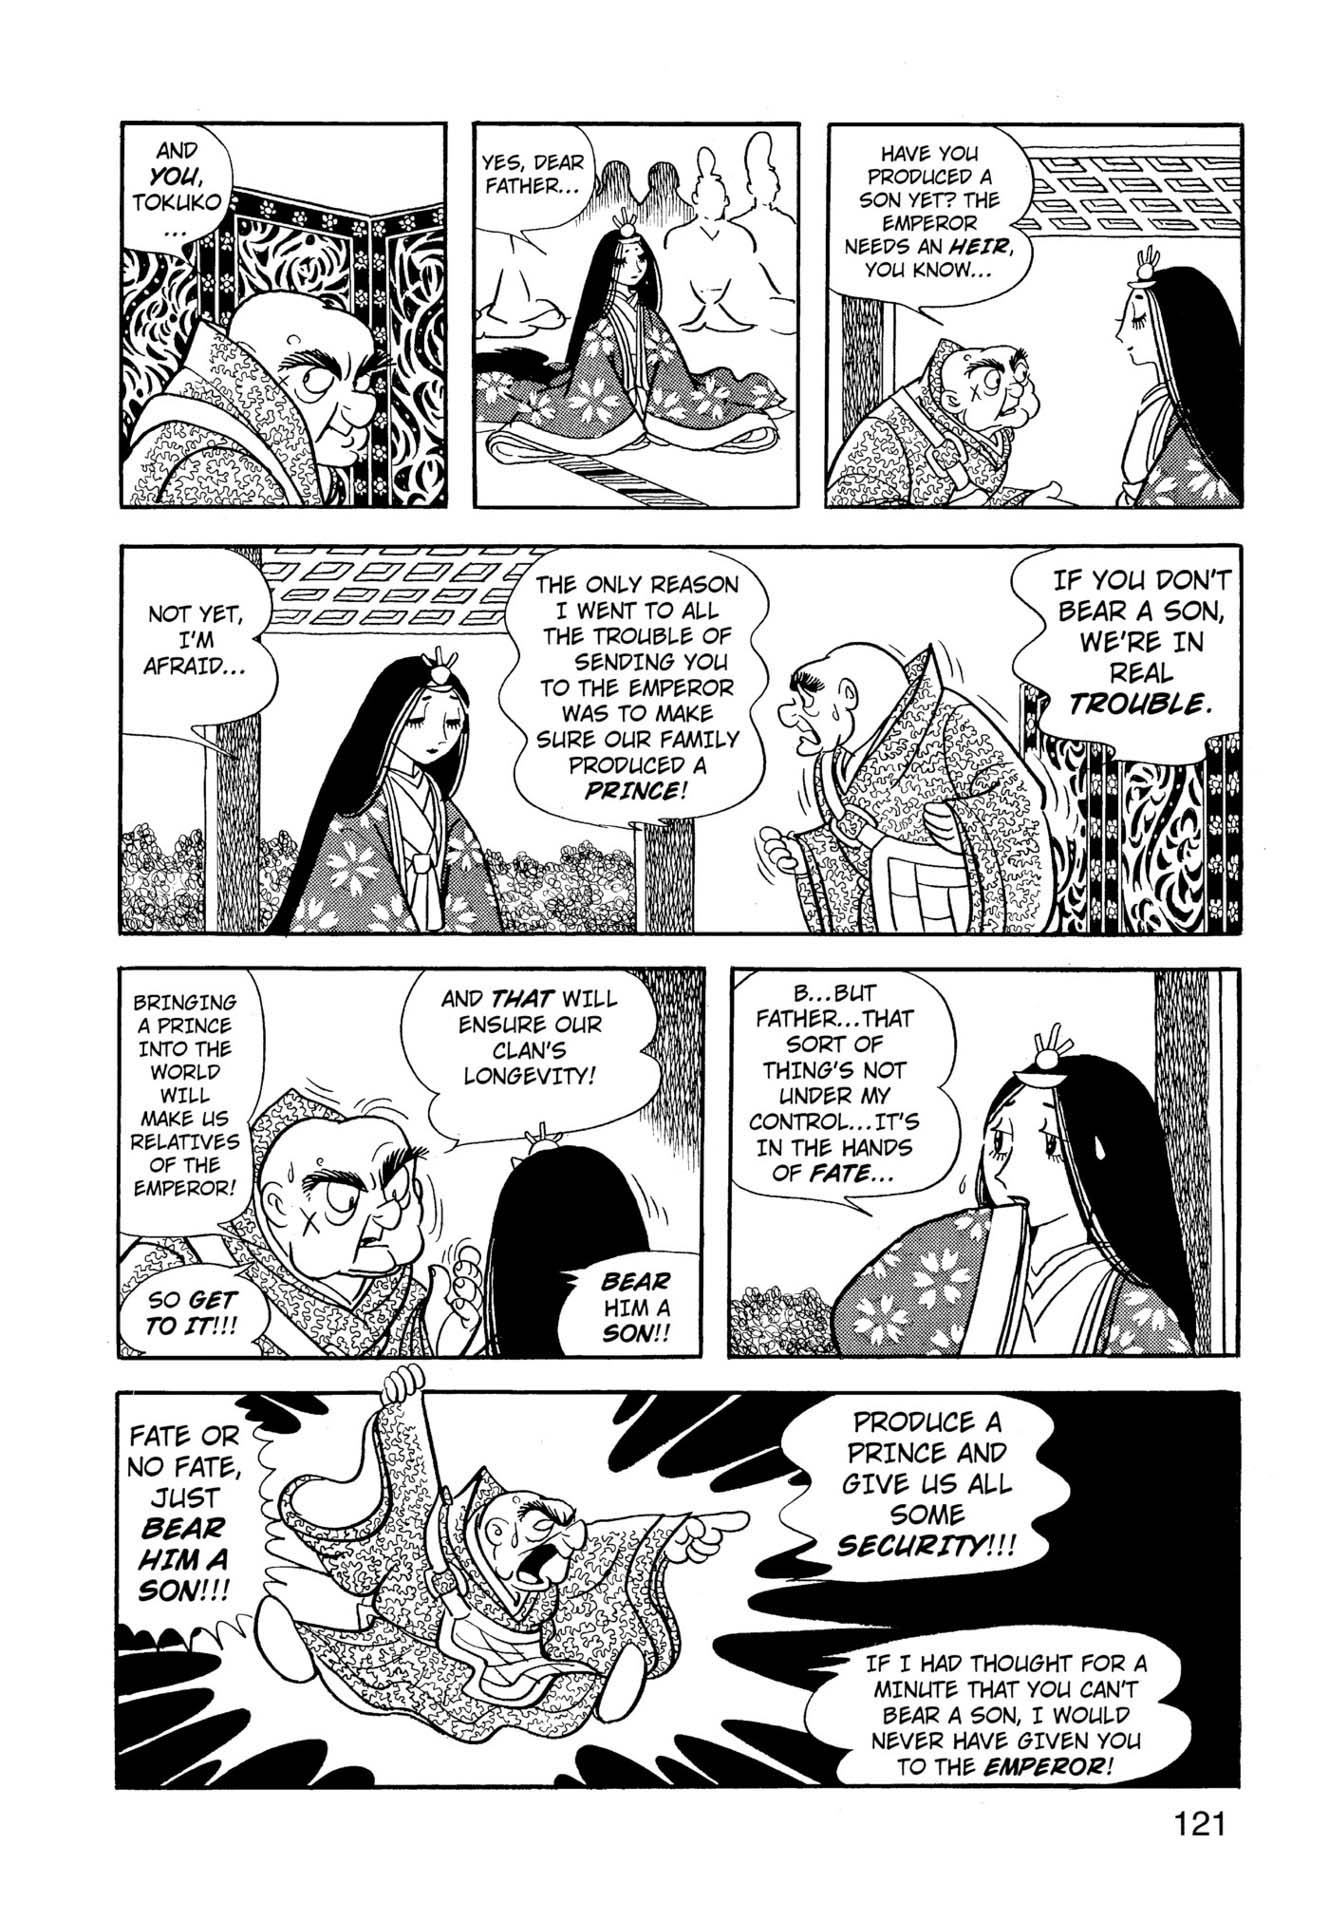 AND
YOU,
TOKUKO
...
YES, DEAR
FATHER...
HAVE YOU
PRODUCED A
SON YET? THE
EMPEROR
NEEDS AN HEIR,
YOU KNOW...
NOT YET,
I'M
AFRAID...
THE ONLY REASON
I WENT TO ALL
THE TROUBLE OF
SENDING YOU
TO THE EMPEROR
WAS TO MAKE
SURE OUR FAMILY
PRODUCED A
PRINCE!
IF YOU DON'T
BEAR A SON,
WE'RE IN
REAL
TROUBLE.
BRINGING
A PRINCE
INTO THE
WORLD
WILL
MAKE US
RELATIVES
OF THE
EMPEROR!
AND THAT WILL
ENSURE OUR
CLAN'S
LONGEVITY!
SO GET
TO IT!!!
BEAR
HIM A
SON!!
B...BUT
FATHER...THAT
SORT OF
THING'S NOT
UNDER MY
CONTROL...IT'S
IN THE HANDS
OF FATE...
FATE OR
NO FATE,
JUST
BEAR
HIM A
SON!!!
PRODUCE A
PRINCE AND
GIVE US ALL
SOME
SECURITY!!!
IF I HAD THOUGHT FOR A
MINUTE THAT YOU CAN'T
BEAR A SON, I WOULD
NEVER HAVE GIVEN YOU
TO THE EMPEROR!
121